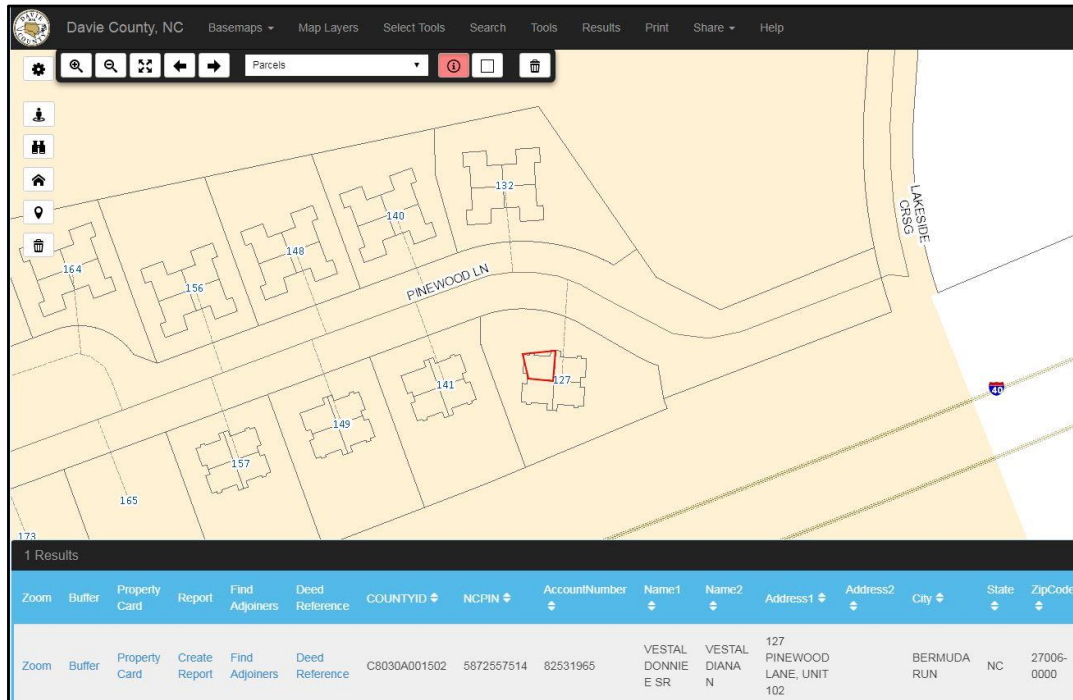 DAVIE
COUNTY
Davie County, NC Basemaps Map Layers Select Tools Search Tools Results Print Share Help
Parcels
132
140
148
164
156
PINEWOOD LN
LAKESIDE
CRSG
127
141
149
157
165
173
40
1 Results
Zoom Buffer Property Card Report Find Adjoiners Deed Reference COUNTYID NCPIN AccountNumber Name1 Name2 Address1 Address2 City State ZipCode
Zoom Buffer Property Card Create Report Find Adjoiners Deed Reference C8030A001502 5872557514 82531965 VESTAL DONNIE E SR VESTAL DIANA N 127 PINEWOOD LANE, UNIT 102 BERMUDA RUN NC 27006-0000